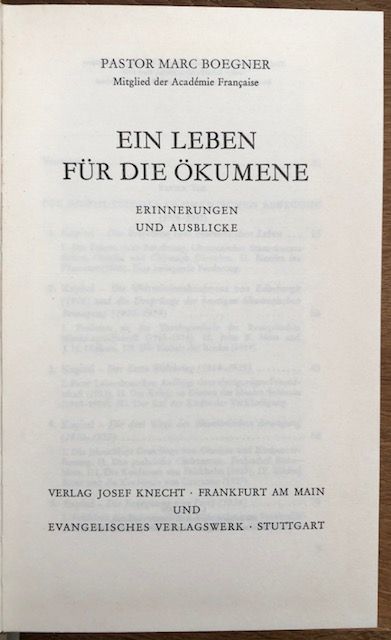 PASTOR MARC BOEGNER
Mitglied der Académie Française
EIN LEBEN
FÜR DIE ÖKUMENE
ERINNERUNGEN
UND AUSBLICKE
VERLAG JOSEF KNECHT · FRANKFURT AM MAIN
UND
EVANGELISCHES VERLAGSWERK · STUTTGART